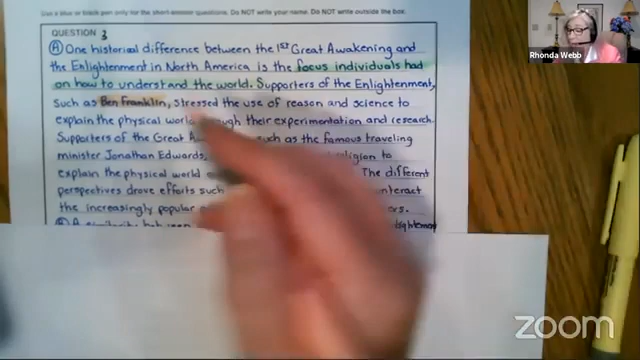 Use a blue or black pen only for the short-answer questions. Do NOT write your name. Do NOT write outside the box.
QUESTION 3
Ⓐ One historical difference between the 1st Great Awakening and
the Enlightenment in North America is the focus individuals had
on how to understand the world. Supporters of the Enlightenment,
such as Ben Franklin, stressed the use of reason and science to
explain the physical world through their experimentation and research.
Supporters of the Great such as the famous traveling
minister Jonathan Edwards, religion to
explain the physical world The different
perspectives drove efforts such
the increasingly popular
A similarity
Rhonda Webb
zoom